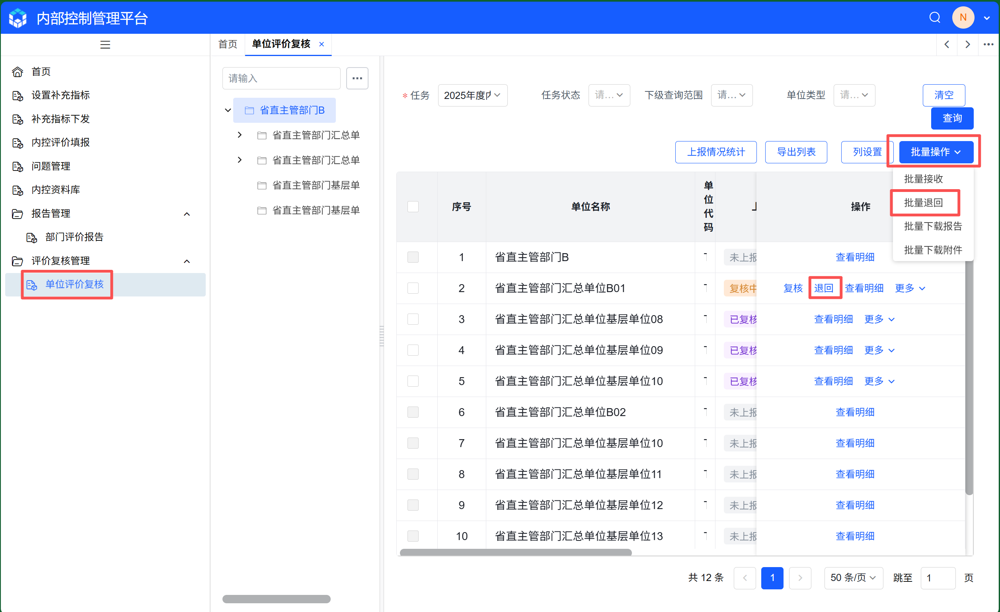 内部控制管理平台
N
首页
单位评价复核 ×
首页
设置补充指标
补充指标下发
内控评价填报
问题管理
内控资料库
报告管理
部门评价报告
评价复核管理
单位评价复核
请输入
省直主管部门B
省直主管部门汇总单
省直主管部门汇总单
省直主管部门基层单
省直主管部门基层单
* 任务 2025年度
任务状态 请...
下级查询范围 请...
单位类型 请...
清空
查询
上报情况统计 导出列表 列设置 批量操作
批量接收
批量退回
批量下载报告
批量下载附件
序号 单位名称 单位代码 操作
1 省直主管部门B 未上报 查看明细
2 省直主管部门汇总单位B01 复核中 复核 退回 查看明细 更多
3 省直主管部门汇总单位基层单位08 已复核 查看明细 更多
4 省直主管部门汇总单位基层单位09 已复核 查看明细 更多
5 省直主管部门汇总单位基层单位10 已复核 查看明细 更多
6 省直主管部门汇总单位B02 未上报 查看明细
7 省直主管部门汇总单位基层单位10 未上报 查看明细
8 省直主管部门汇总单位基层单位11 未上报 查看明细
9 省直主管部门汇总单位基层单位12 未上报 查看明细
10 省直主管部门汇总单位基层单位13 未上报 查看明细
共 12 条 1 50 条/页 跳至 1 页